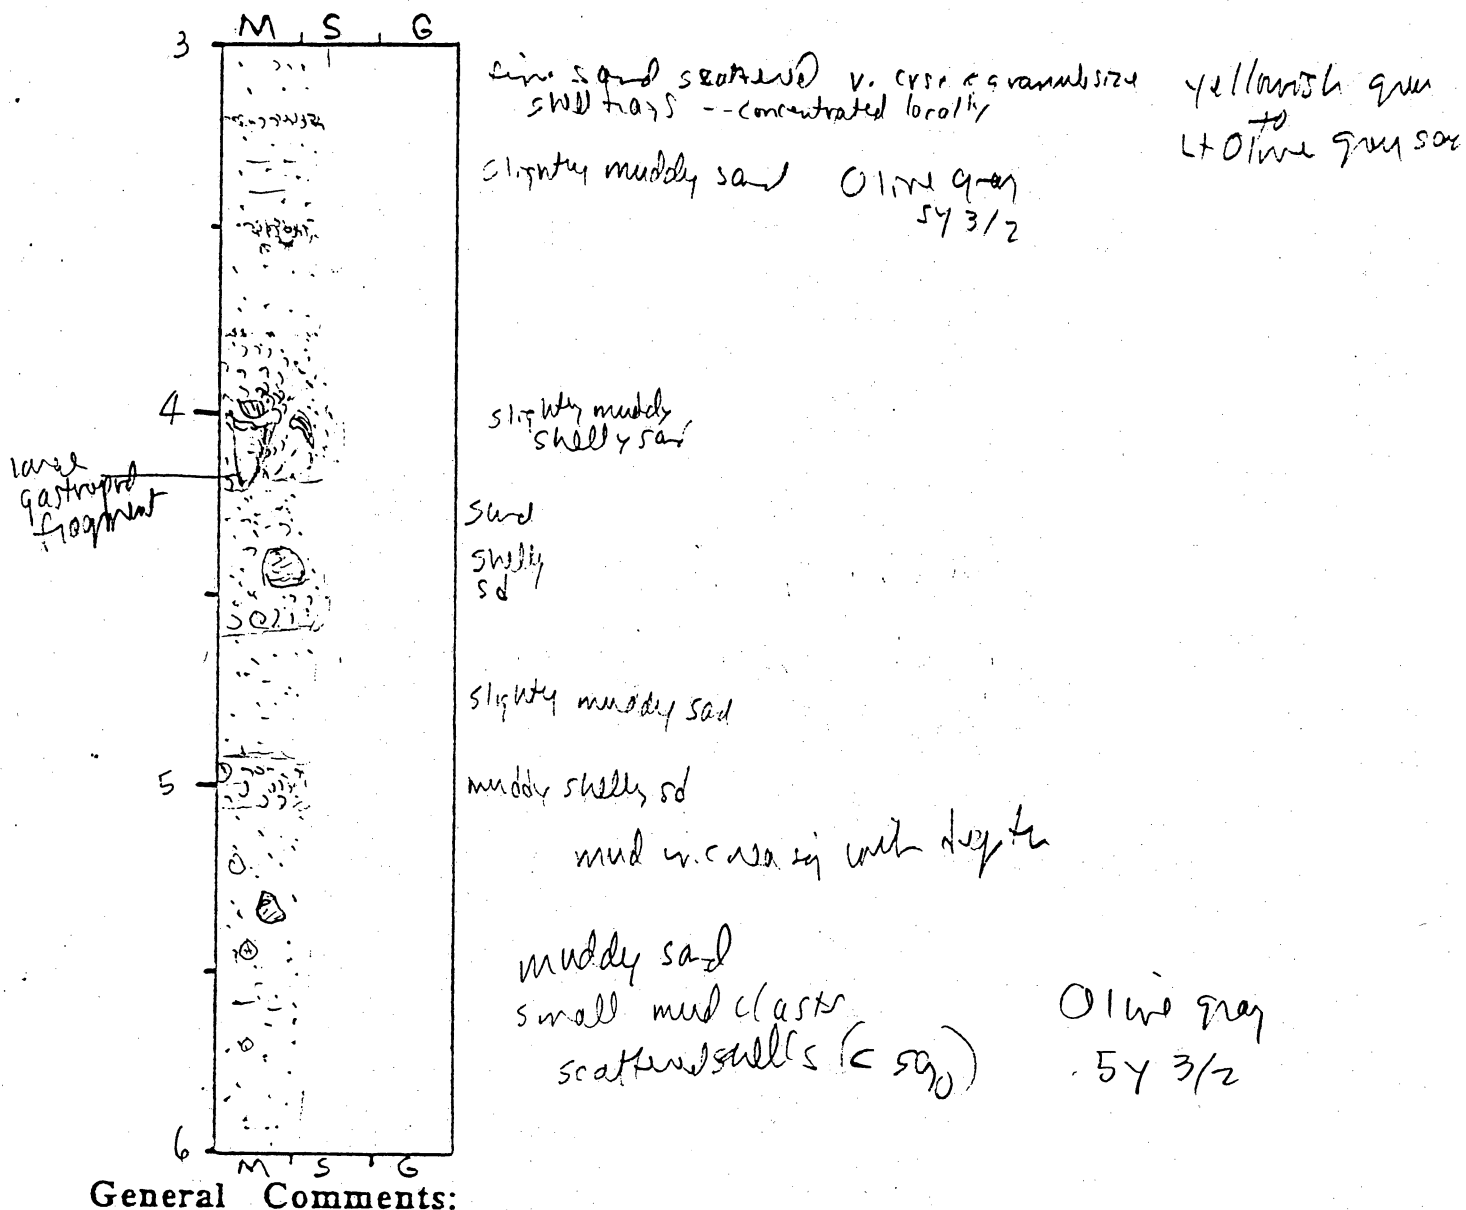 M S G
3
fine sand scattered v. crse & granule size
shell frags -- concentrated locally
yellowish gray
to
Lt Olive gray
slightly muddy sand Olive gray
5Y 3/2
4
slightly muddy
shelly sand
large
gastropod
fragment
sand
shelly
sd
slightly muddy sand
5
muddy shelly sd
mud increasing with depth
muddy sand
small mud clasts
scattered shells (< 5%)
Olive gray
5Y 3/2
6
M S G
General Comments: